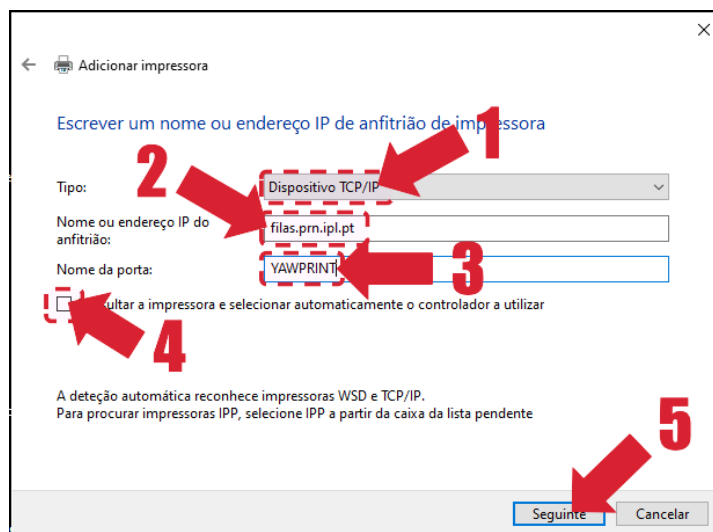 Adicionar impressora
Escrever um nome ou endereço IP de anfitrião de impressora
1
2
Tipo:
Dispositivo TCP/IP
Nome ou endereço IP do
anfitrião:
filas.prn.ipl.pt
Nome da porta:
YAWPRINT
3
a impressora e selecionar automaticamente o controlador a utilizar
4
A deteção automática reconhece impressoras WSD e TCP/IP.
Para procurar impressoras IPP, selecione IPP a partir da caixa da lista pendente
5
Seguinte
Cancelar